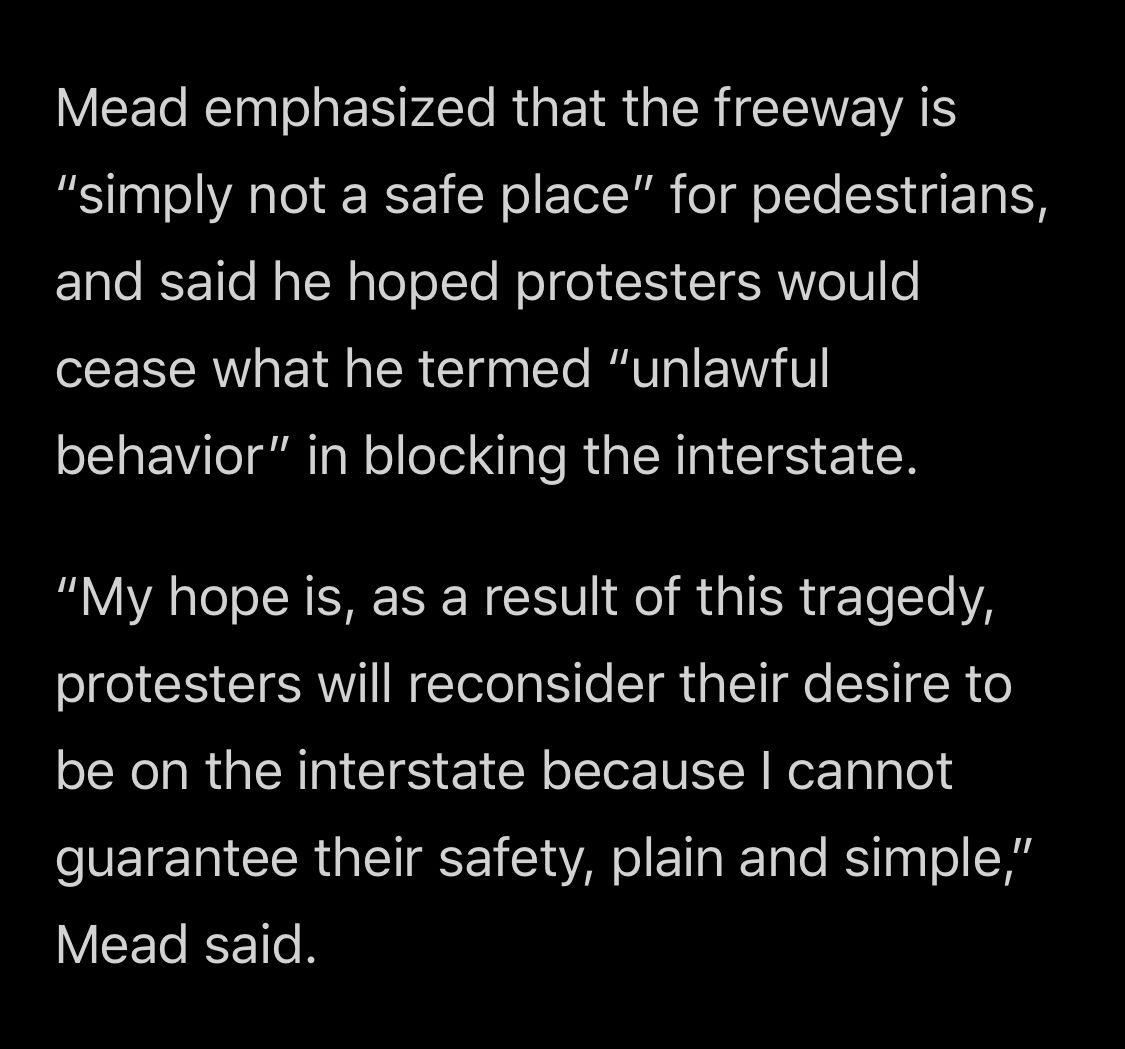 Mead emphasized that the freeway is
“simply not a safe place” for pedestrians,
and said he hoped protesters would
cease what he termed “unlawful
behavior” in blocking the interstate.
“My hope is, as a result of this tragedy,
protesters will reconsider their desire to
be on the interstate because I cannot
guarantee their safety, plain and simple,”
Mead said.